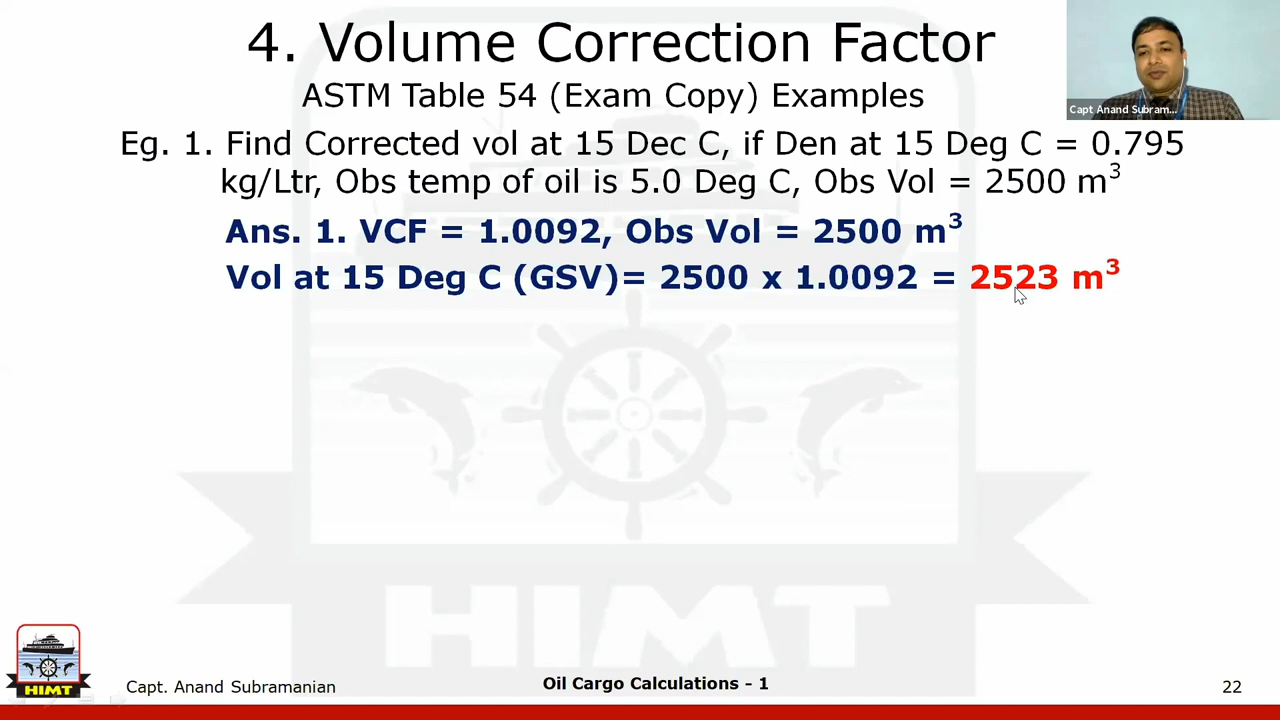 4. Volume Correction Factor
ASTM Table 54 (Exam Copy) Examples
Capt Anand Subram...
Eg. 1. Find Corrected vol at 15 Dec C, if Den at 15 Deg C = 0.795
kg/Ltr, Obs temp of oil is 5.0 Deg C, Obs Vol = 2500 m³
Ans. 1. VCF = 1.0092, Obs Vol = 2500 m³
Vol at 15 Deg C (GSV)= 2500 x 1.0092 = 2523 m³
HIMT
HIMT
Capt. Anand Subramanian
Oil Cargo Calculations - 1
22